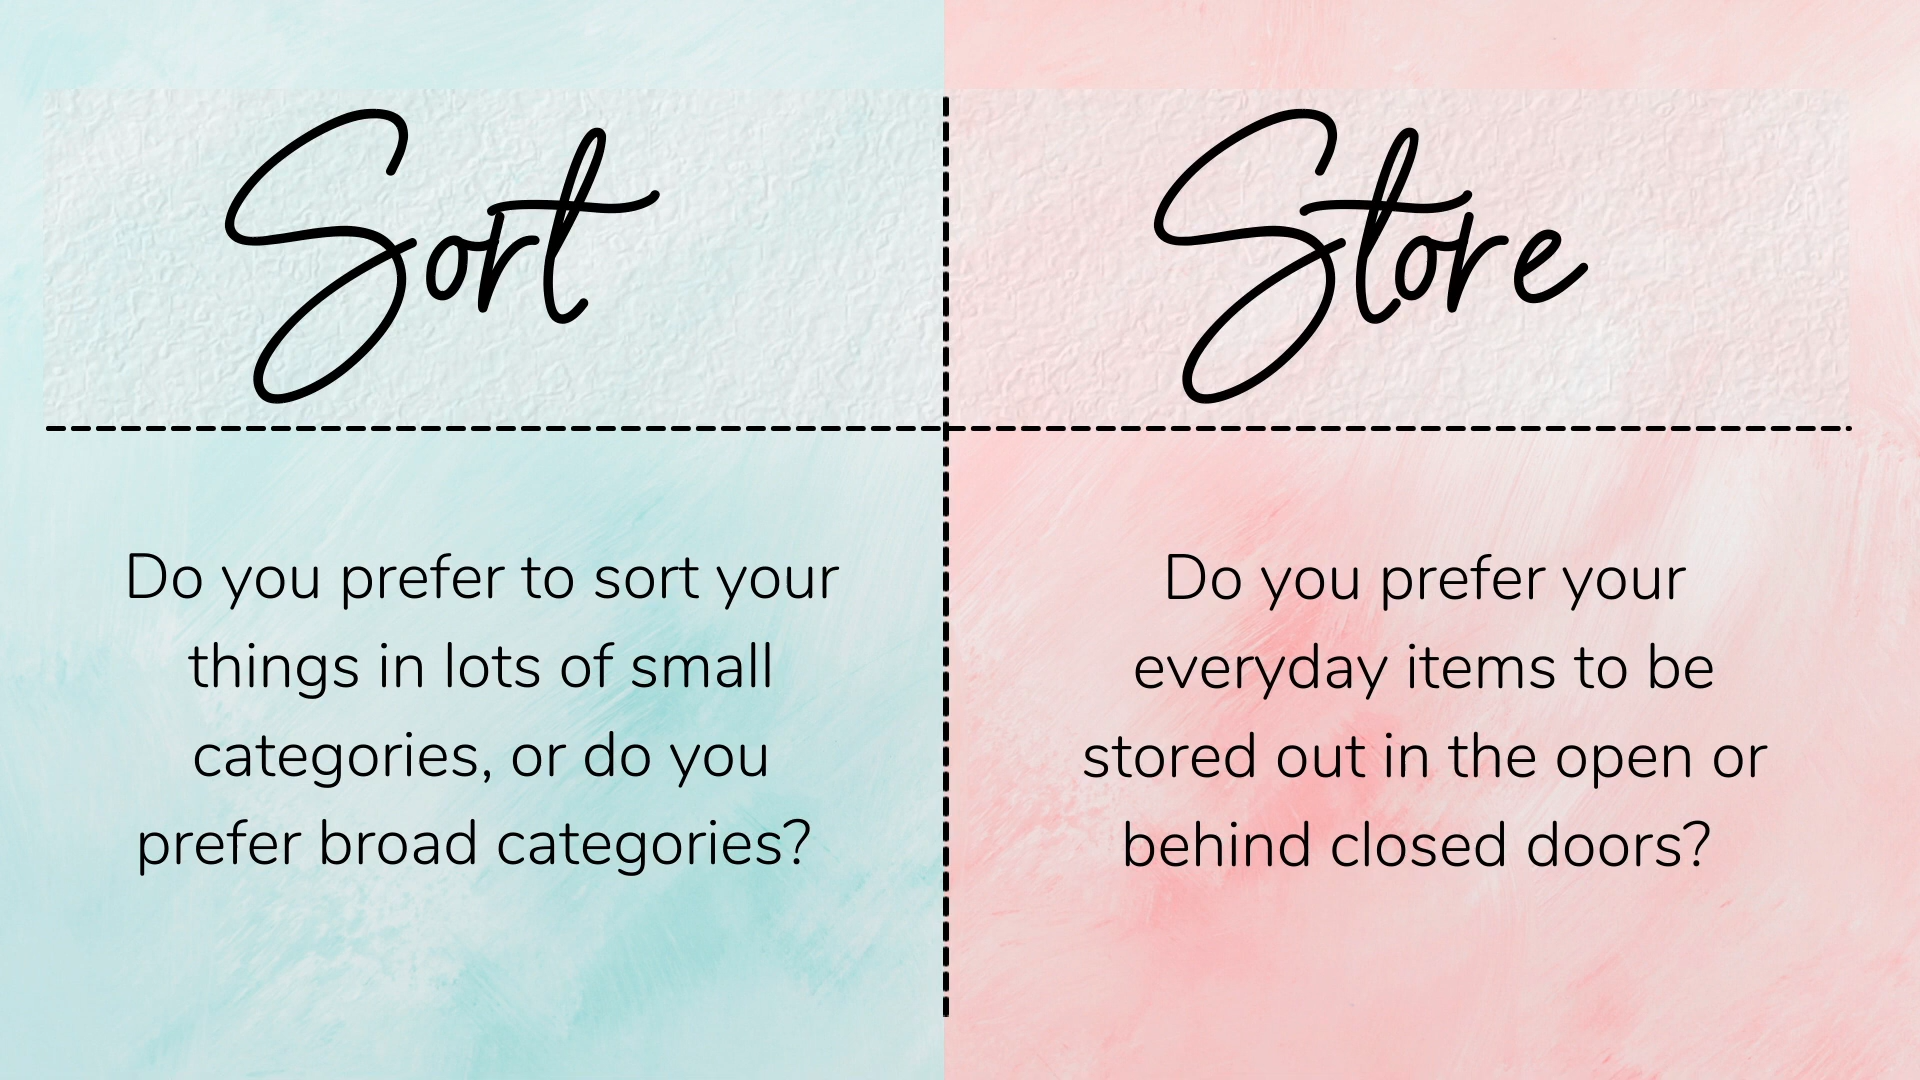 Sort
Do you prefer to sort your
things in lots of small
categories, or do you
prefer broad categories?
Store
Do you prefer your
everyday items to be
stored out in the open or
behind closed doors?